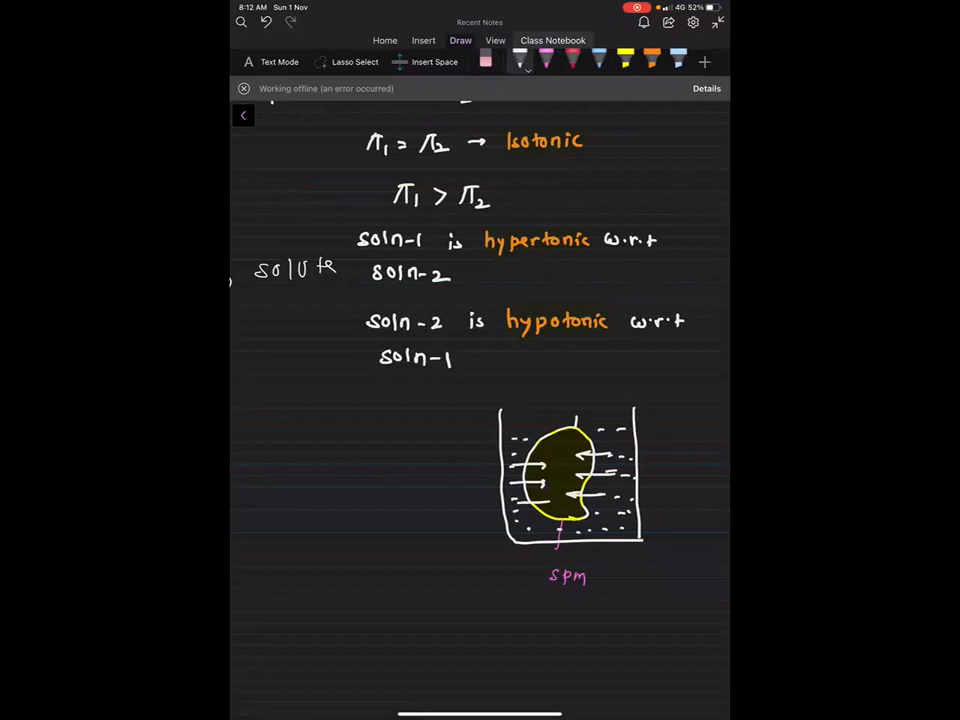 8:12 AM Sun 1 Nov
4G 52%
Recent Notes
Home Insert Draw View Class Notebook
Text Mode Lasso Select Insert Space
Working offline (an error occurred) Details
π₁ = π₂ → Isotonic
π₁ > π₂
soln-1 is hypertonic w.r.t
solute soln-2
soln-2 is hypotonic w.r.t
soln-1
spm